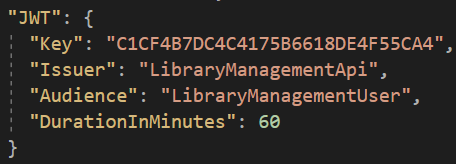 "JWT": {
"Key": "C1CF4B7DC4C4175B6618DE4F55CA4",
"Issuer": "LibraryManagementApi",
"Audience": "LibraryManagementUser",
"DurationInMinutes": 60
}